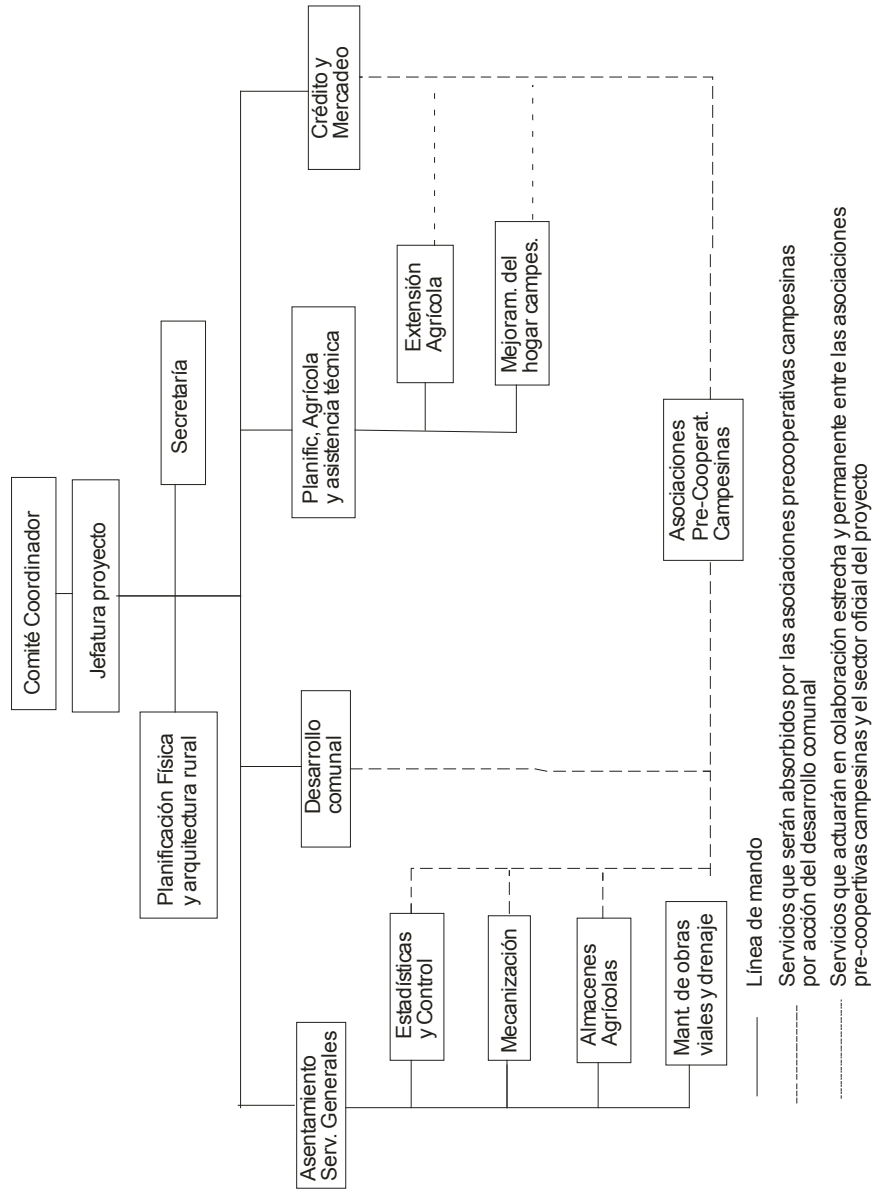 Comité Coordinador
Jefatura proyecto
Planificación Física
y arquitectura rural
Secretaría
Asentamiento
Serv. Generales
Desarrollo
comunal
Planific, Agrícola
y asistencia técnica
Crédito y
Mercadeo
Estadísticas
y Control
Mecanización
Almacenes
Agrícolas
Mant. de obras
viales y drenaje
Extensión
Agrícola
Mejoram. del
hogar campes.
Asociaciones
Pre-Cooperat.
Campesinas
Línea de mando
Servicios que serán absorbidos por las asociaciones precooperativas campesinas
por acción del desarrollo comunal
Servicios que actuarán en colaboración estrecha y permanente entre las asociaciones
pre-coopertivas campesinas y el sector oficial del proyecto